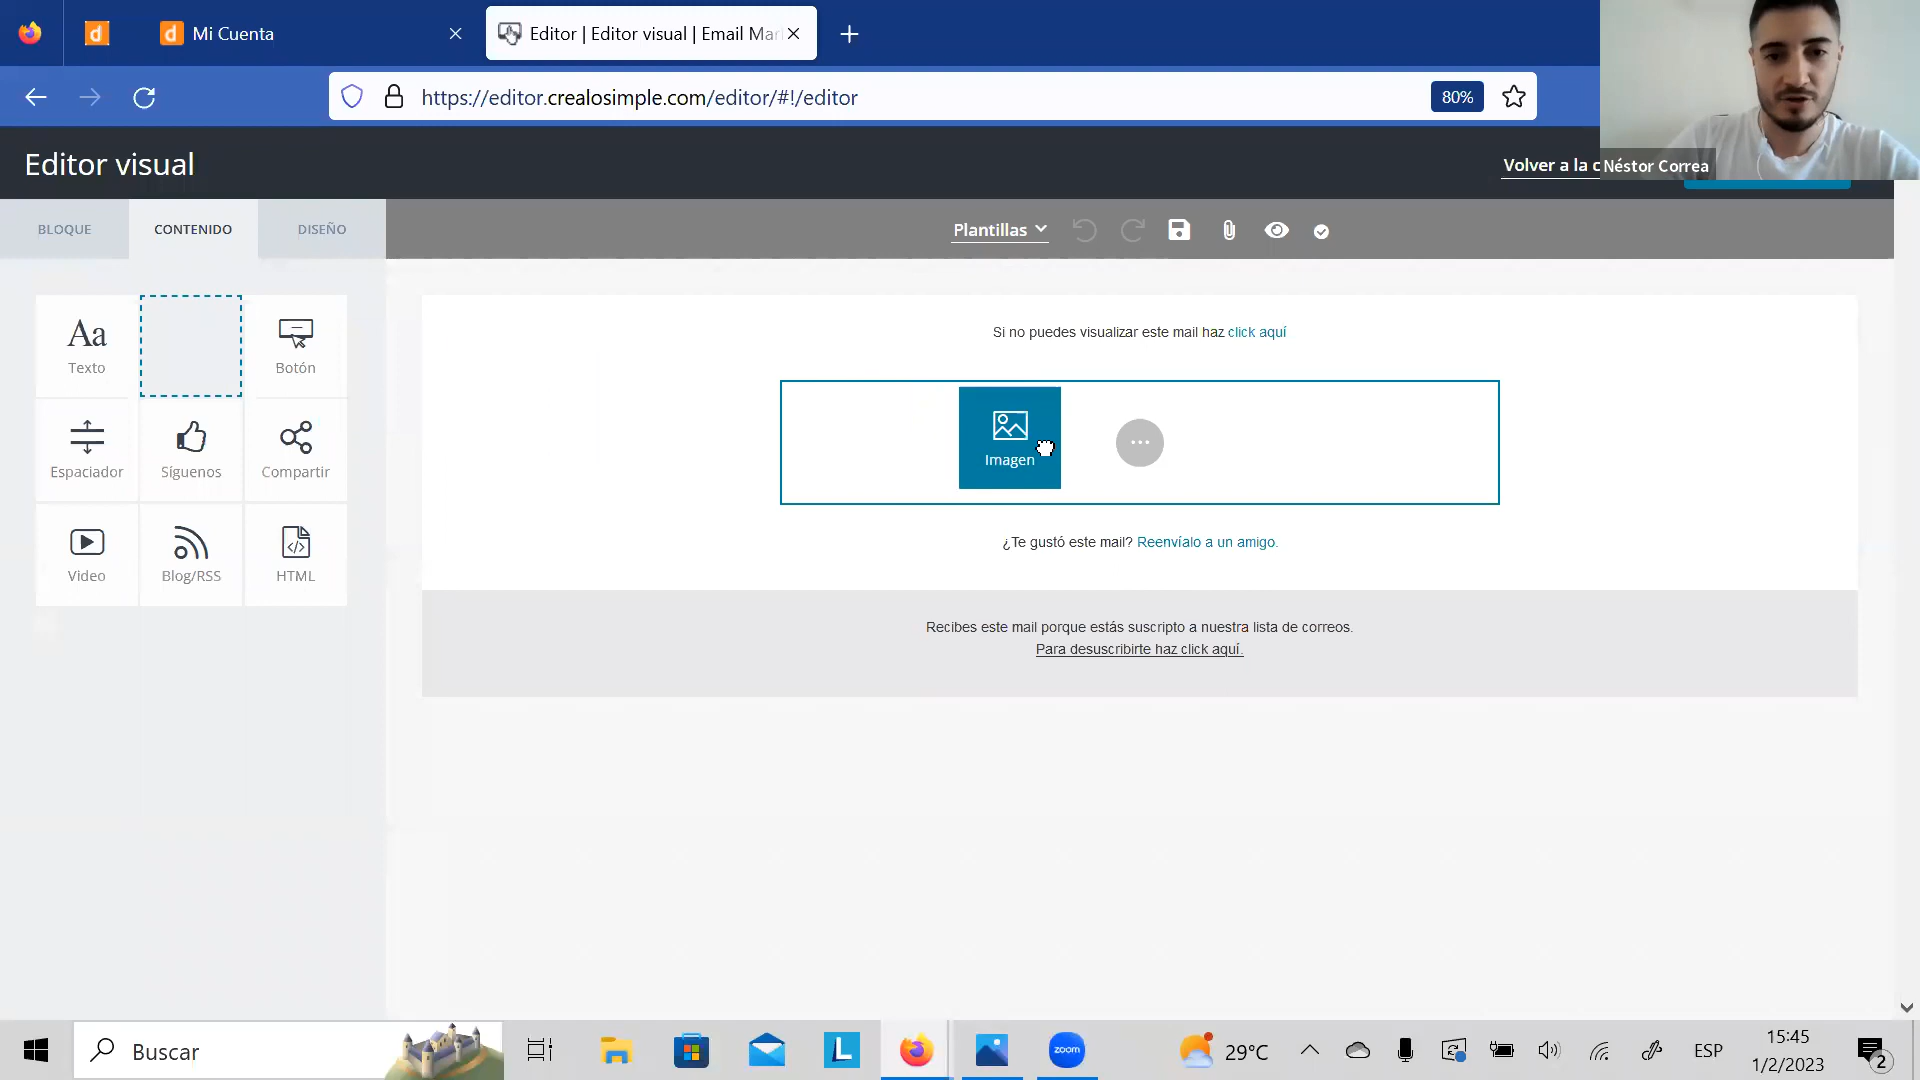 Mi Cuenta
Editor | Editor visual | Email Mar
https://editor.crealosimple.com/editor/#!/editor
80%
Editor visual
Volver a la c
Néstor Correa
BLOQUE
CONTENIDO
DISEÑO
Plantillas
Aa
Texto
Botón
Espaciador
Síguenos
Compartir
Video
Blog/RSS
HTML
Si no puedes visualizar este mail haz click aquí
Imagen
¿Te gustó este mail? Reenvíalo a un amigo.
Recibes este mail porque estás suscripto a nuestra lista de correos.
Para desuscribirte haz click aquí.
Buscar
L
zoom
29°C
ESP
15:45
1/2/2023
2